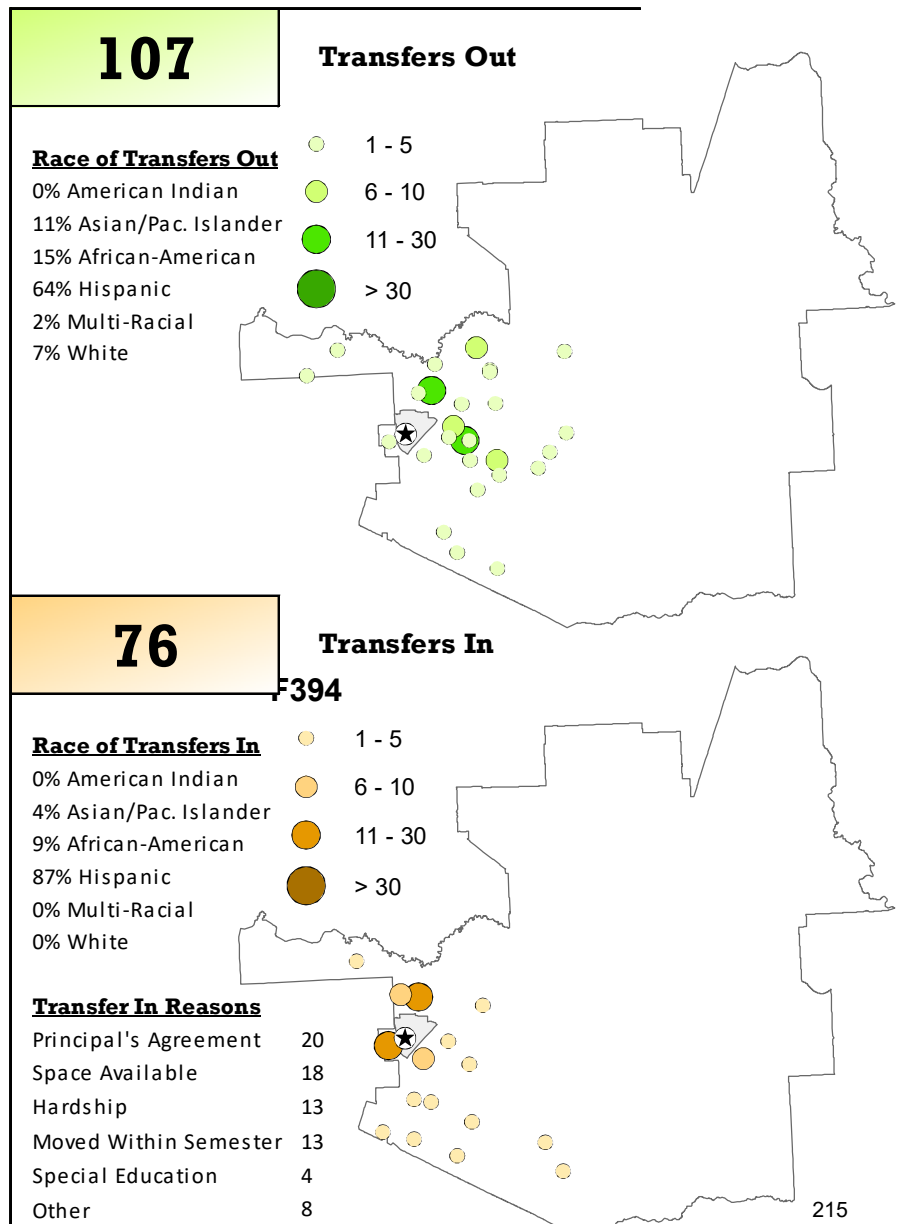 107
Transfers Out
Race of Transfers Out
0% American Indian
11% Asian/Pac. Islander
15% African-American
64% Hispanic
2% Multi-Racial
7% White
1 - 5
6 - 10
11 - 30
> 30
76
Transfers In
F394
Race of Transfers In
0% American Indian
4% Asian/Pac. Islander
9% African-American
87% Hispanic
0% Multi-Racial
0% White
1 - 5
6 - 10
11 - 30
> 30
Transfer In Reasons
Principal's Agreement 20
Space Available 18
Hardship 13
Moved Within Semester 13
Special Education 4
Other 8
215